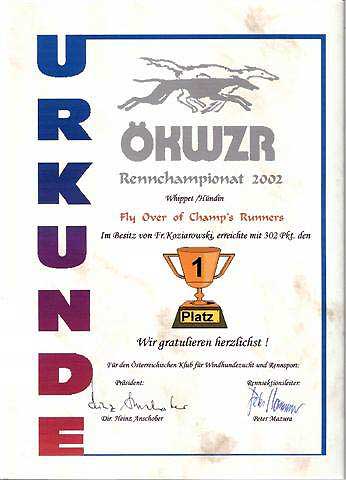 URKUNDE
ÖKWZR
Rennchampionat 2002
Whippet /Hündin
Fly Over of Champ's Runners
Im Besitz von Fr.Koziarowski, erreichte mit 302 Pkt. den
1
Platz
Wir gratulieren herzlichst !
Für den Österreichischen Klub für Windhundezucht und Rennsport:
Präsident:
Rennsektionsleiter:
Dir. Heinz Anschober
Peter Mazura